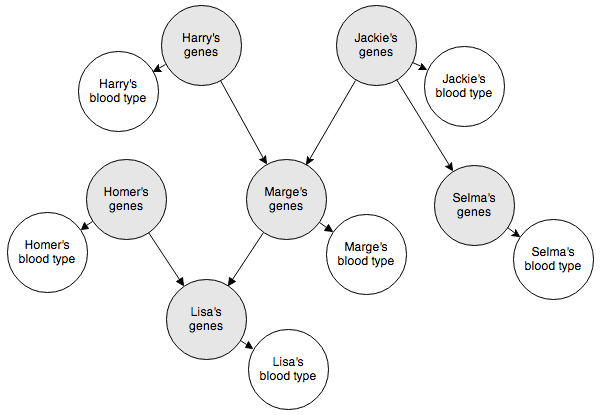 Harry's
genes
Jackie's
genes
Harry's
blood type
Jackie's
blood type
Homer's
genes
Marge's
genes
Selma's
genes
Homer's
blood type
Marge's
blood type
Selma's
blood type
Lisa's
genes
Lisa's
blood type